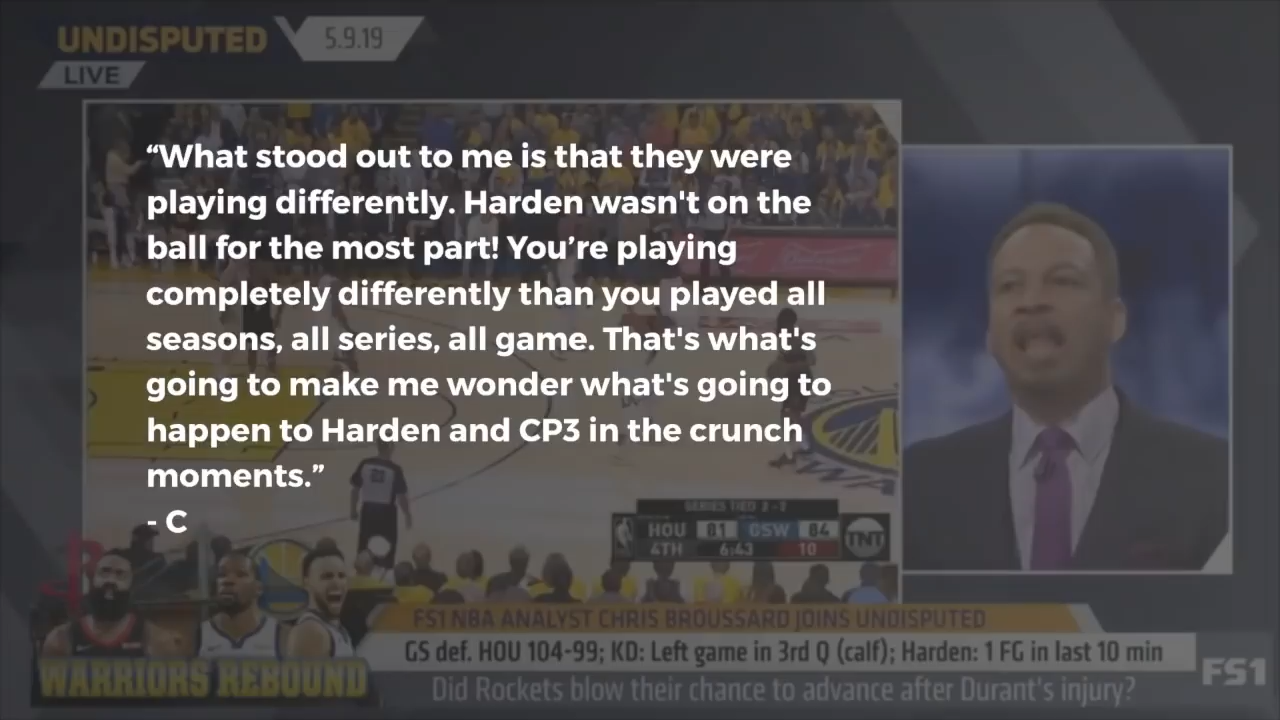 UNDISPUTED
5.9.19
LIVE
“What stood out to me is that they were
playing differently. Harden wasn't on the
ball for the most part! You’re playing
completely differently than you played all
seasons, all series, all game. That's what's
going to make me wonder what's going to
happen to Harden and CP3 in the crunch
moments.”
- C
SERIES TIED 2-2
HOU 81 GSW 84
4TH 6:43 10
TNT
FS1 NBA ANALYST CHRIS BROUSSARD JOINS UNDISPUTED
GS def. HOU 104-99; KD: Left game in 3rd Q (calf); Harden: 1 FG in last 10 min
WARRIORS REBOUND
Did Rockets blow their chance to advance after Durant's injury?
FS1